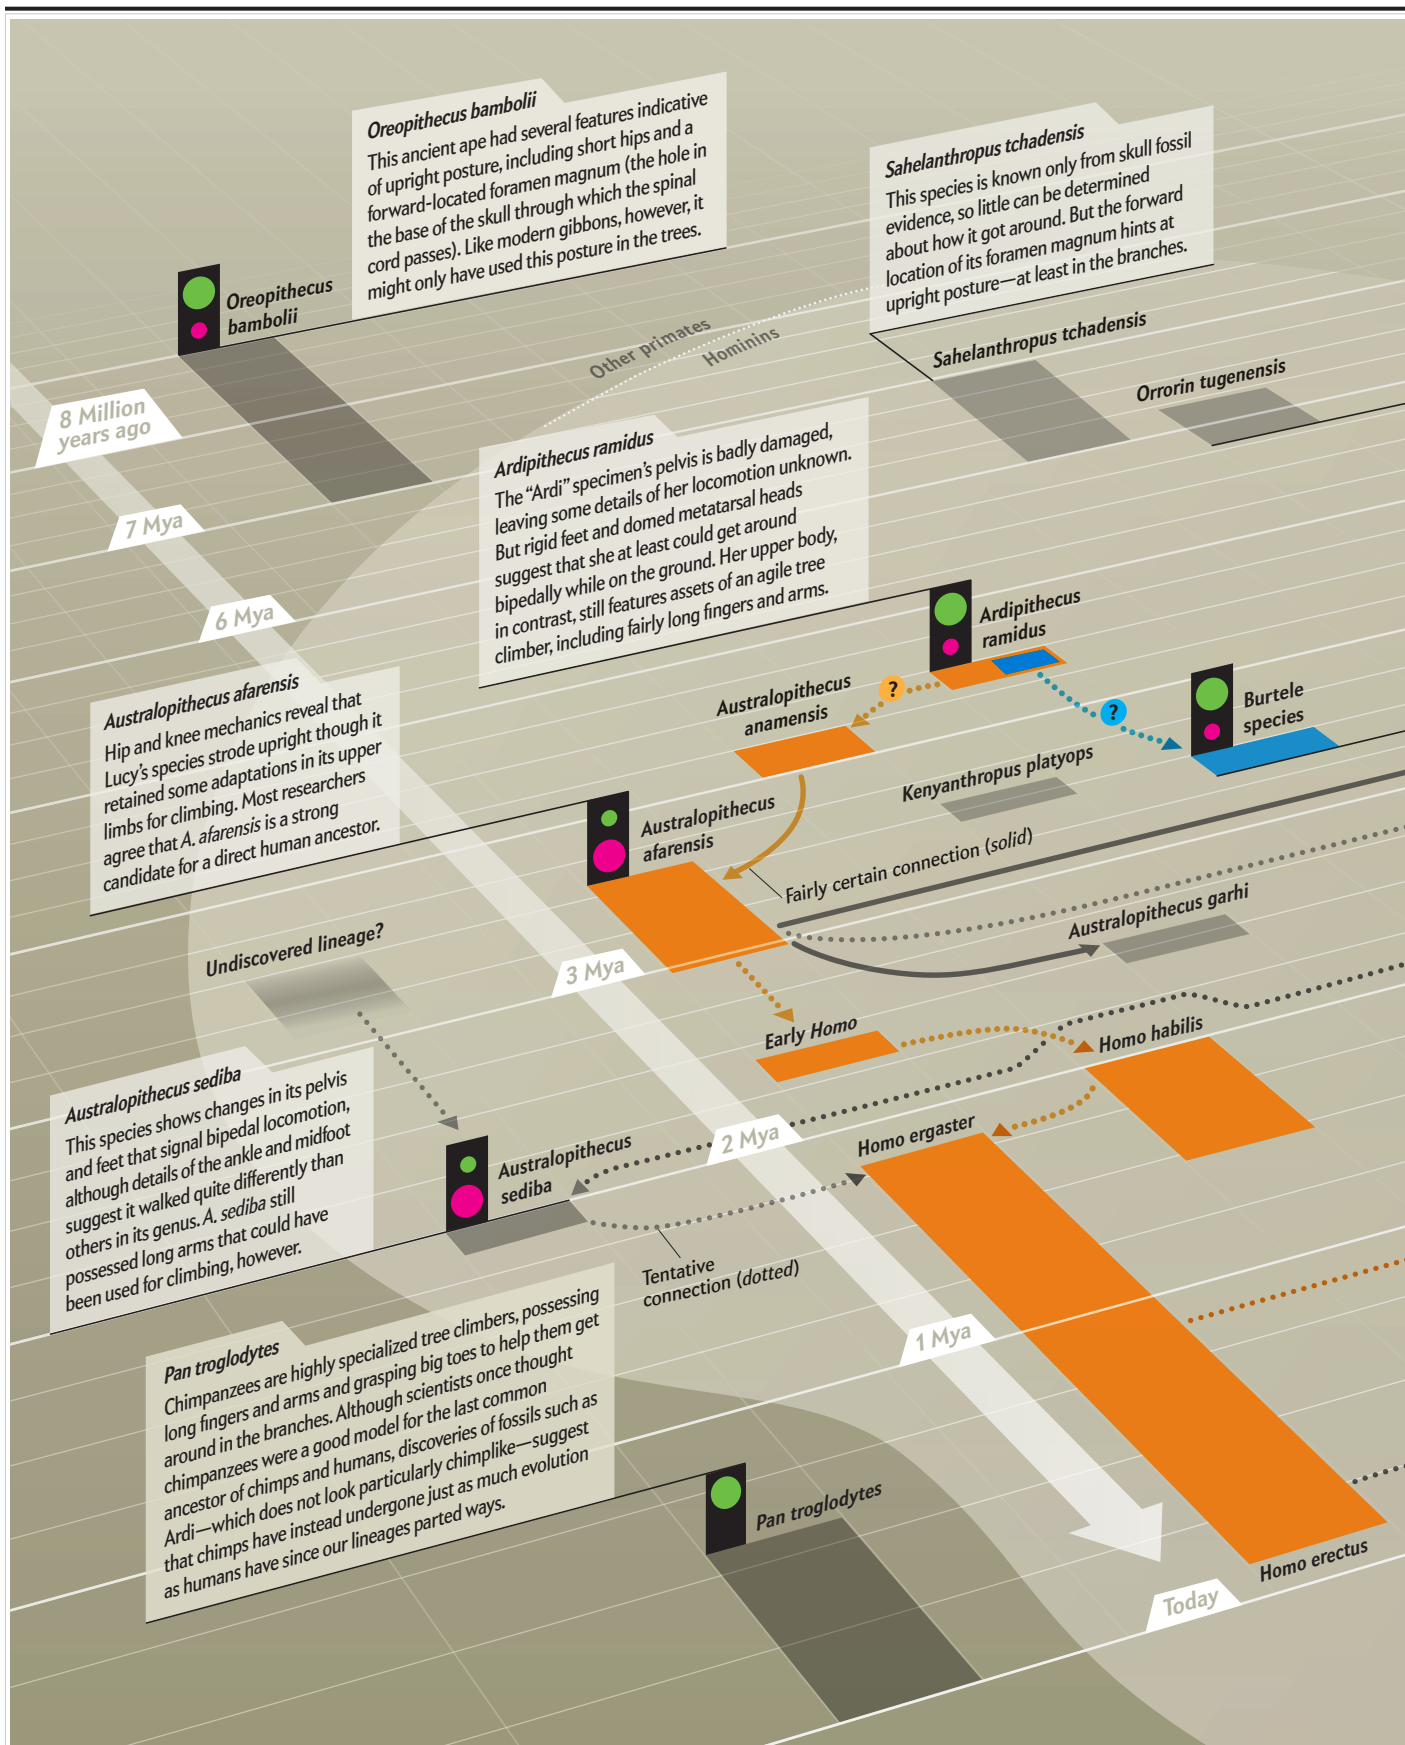 Oreopithecus bambolii
This ancient ape had several features indicative
of upright posture, including short hips and a
forward-located foramen magnum (the hole in
the base of the skull through which the spinal
cord passes). Like modern gibbons, however, it
might only have used this posture in the trees.
Sahelanthropus tchadensis
This species is known only from skull fossil
evidence, so little can be determined
about how it got around. But the forward
location of its foramen magnum hints at
upright posture—at least in the branches.
Oreopithecus
bambolii
Other primates
Hominins
Sahelanthropus tchadensis
Orrorin tugenensis
8 Million
years ago
Ardipithecus ramidus
The “Ardi” specimen’s pelvis is badly damaged,
leaving some details of her locomotion unknown.
But rigid feet and domed metatarsal heads
suggest that she at least could get around
bipedally while on the ground. Her upper body,
in contrast, still features assets of an agile tree
climber, including fairly long fingers and arms.
7 Mya
6 Mya
Ardipithecus
ramidus
?
?
Australopithecus
anamensis
Burtele
species
Australopithecus afarensis
Hip and knee mechanics reveal that
Lucy’s species strode upright though it
retained some adaptations in its upper
limbs for climbing. Most researchers
agree that A. afarensis is a strong
candidate for a direct human ancestor.
Kenyanthropus platyops
Australopithecus
afarensis
Fairly certain connection (solid)
Australopithecus garhi
Undiscovered lineage?
3 Mya
Early Homo
Homo habilis
Australopithecus sediba
This species shows changes in its pelvis
and feet that signal bipedal locomotion,
although details of the ankle and midfoot
suggest it walked quite differently than
others in its genus. A. sediba still
possessed long arms that could have
been used for climbing, however.
2 Mya
Homo ergaster
Australopithecus
sediba
Tentative
connection (dotted)
1 Mya
Pan troglodytes
Chimpanzees are highly specialized tree climbers, possessing
long fingers and arms and grasping big toes to help them get
around in the branches. Although scientists once thought
chimpanzees were a good model for the last common
ancestor of chimps and humans, discoveries of fossils such as
Ardi—which does not look particularly chimplike—suggest
that chimps have instead undergone just as much evolution
as humans have since our lineages parted ways.
Pan troglodytes
Homo erectus
Today